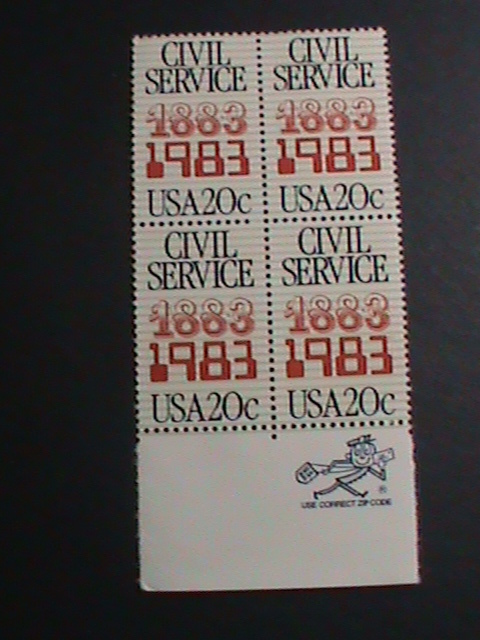 CIVIL
SERVICE
1883
1983
USA20c
CIVIL
SERVICE
1883
1983
USA20c
CIVIL
SERVICE
1883
1983
USA20c
CIVIL
SERVICE
1883
1983
USA20c
®
USE CORRECT ZIP CODE